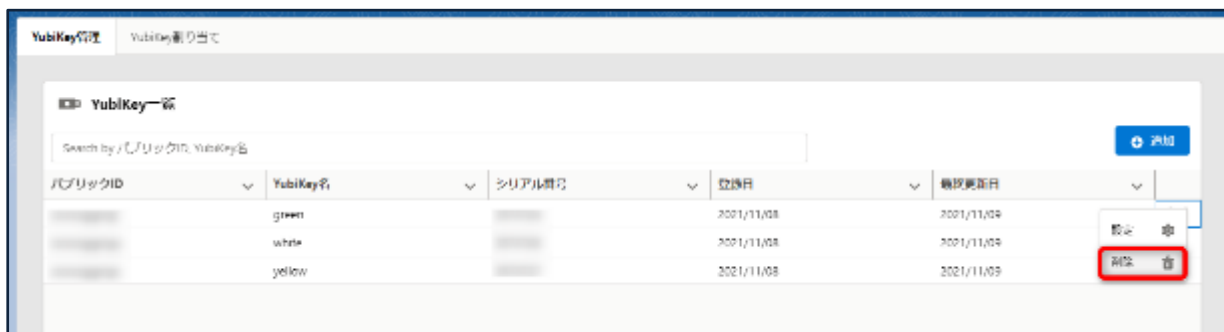 YubiKey管理 YubiKey割り当て
YubiKey一覧
Search by パブリックID, YubiKey名
追加
パブリックID YubiKey名 シリアル番号 登録日 最終更新日
green 2021/11/08 2021/11/09
設定
white 2021/11/08 2021/11/09
削除
yellow 2021/11/08 2021/11/09